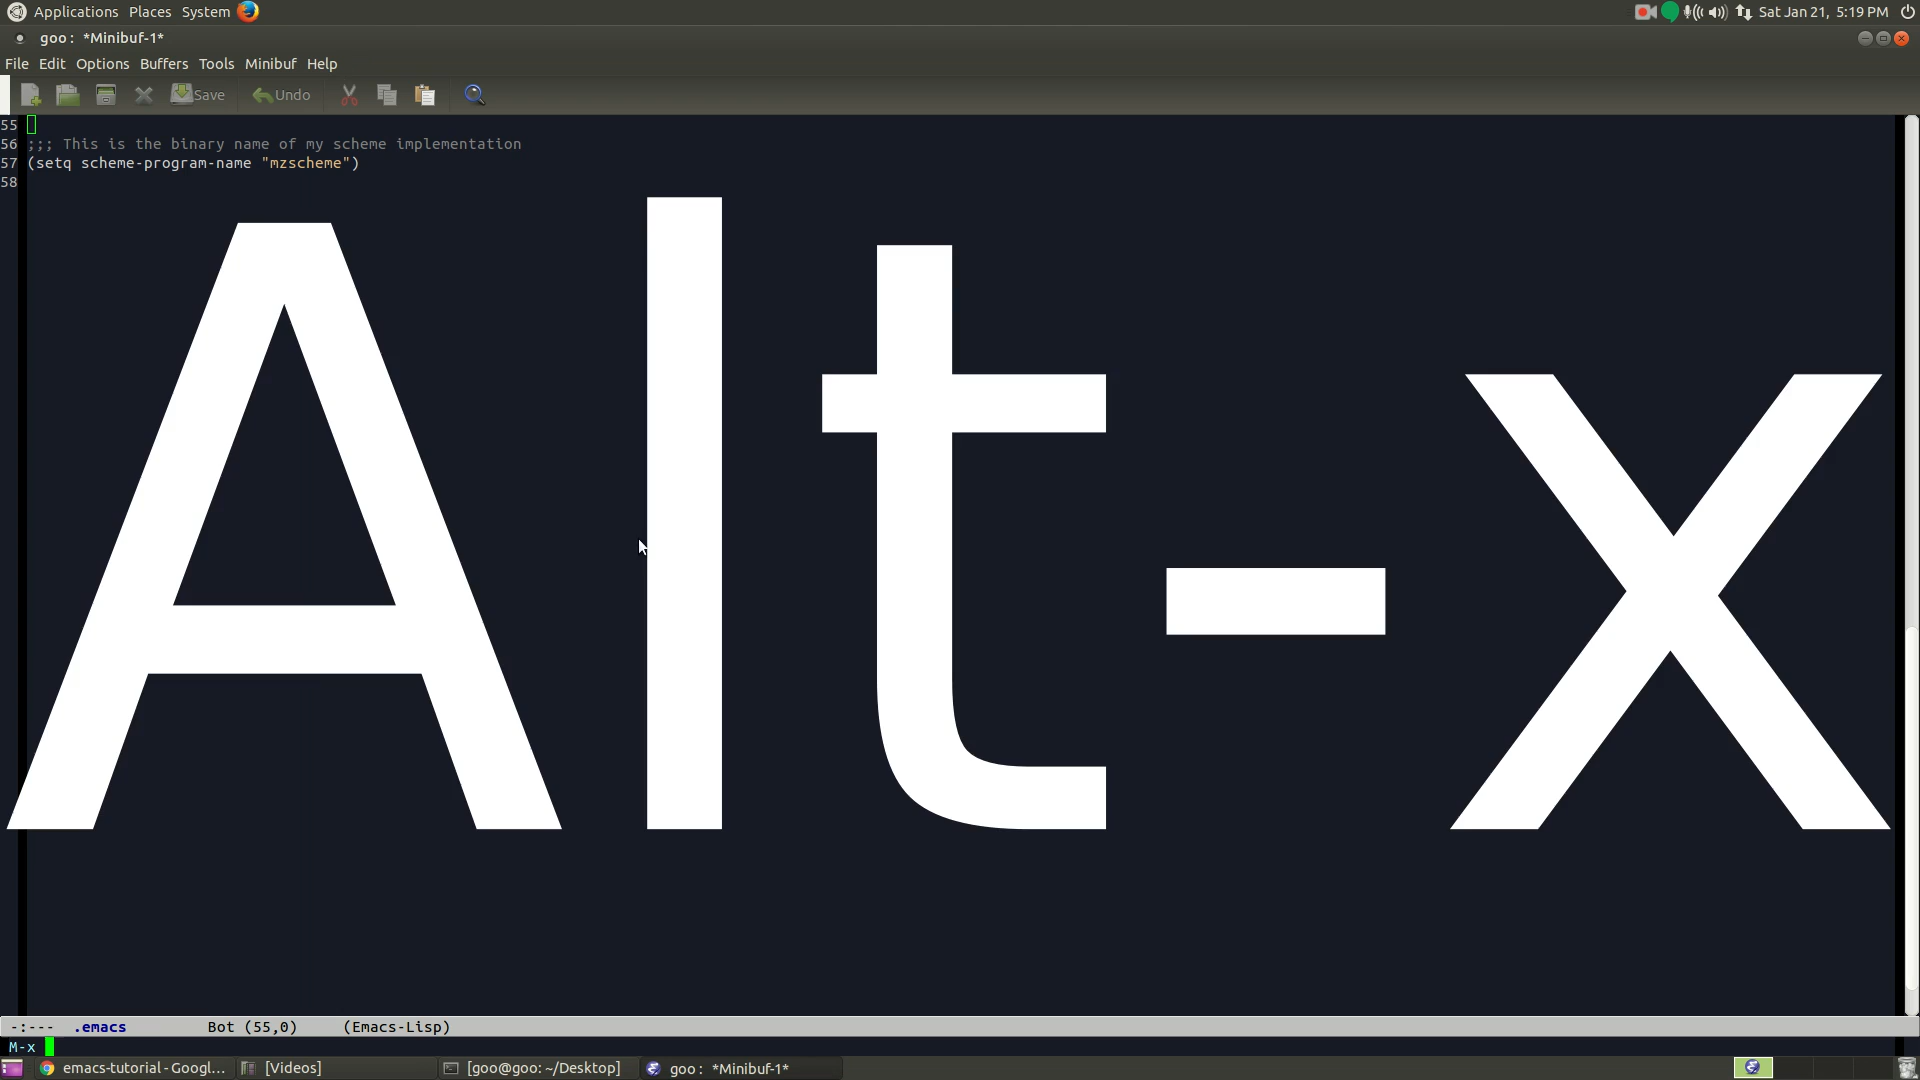 Applications Places System
Sat Jan 21, 5:19 PM
goo: *Minibuf-1*
File Edit Options Buffers Tools Minibuf Help
Save Undo
55
56 ;;; This is the binary name of my scheme implementation
57 (setq scheme-program-name "mzscheme")
58
Alt-x
-:--- .emacs Bot (55,0) (Emacs-Lisp)
M-x
emacs-tutorial - Googl... [Videos] [goo@goo: ~/Desktop] goo: *Minibuf-1*